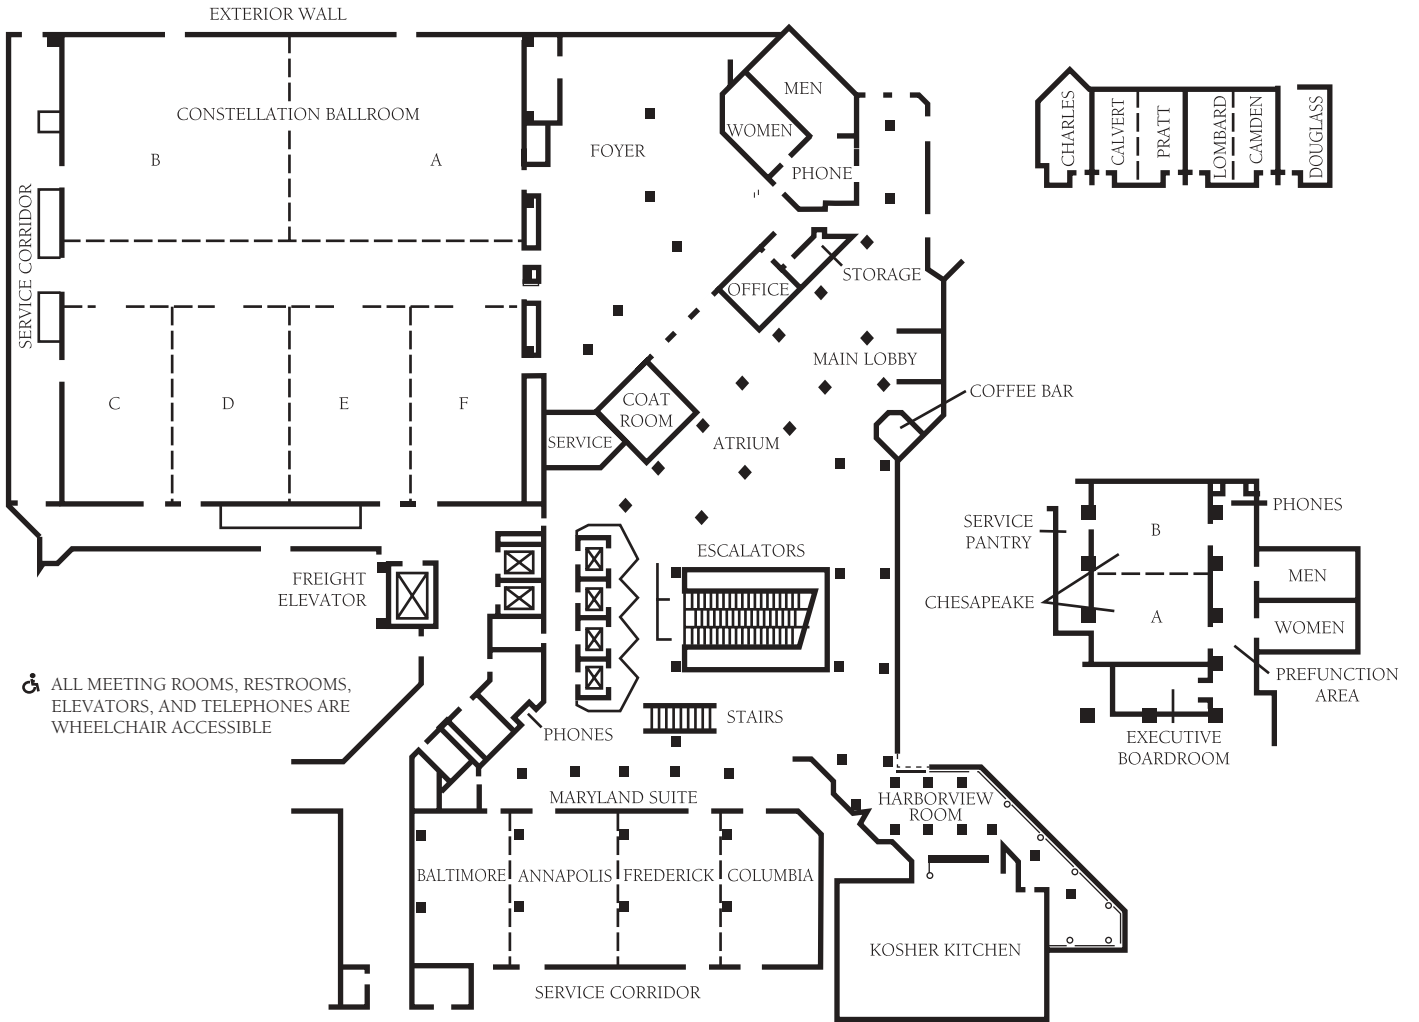 EXTERIOR WALL
CONSTELLATION BALLROOM
B
A
SERVICE CORRIDOR
C
D
E
F
FOYER
MEN
WOMEN
PHONE
STORAGE
OFFICE
MAIN LOBBY
COFFEE BAR
COAT
ROOM
SERVICE
ATRIUM
CHARLES
CALVERT
PRATT
LOMBARD
CAMDEN
DOUGLASS
FREIGHT
ELEVATOR
ESCALATORS
STAIRS
PHONES
SERVICE
PANTRY
B
A
CHESAPEAKE
PHONES
MEN
WOMEN
PREFUNCTION
AREA
EXECUTIVE
BOARDROOM
ALL MEETING ROOMS, RESTROOMS,
ELEVATORS, AND TELEPHONES ARE
WHEELCHAIR ACCESSIBLE
MARYLAND SUITE
BALTIMORE
ANNAPOLIS
FREDERICK
COLUMBIA
SERVICE CORRIDOR
HARBORVIEW
ROOM
KOSHER KITCHEN